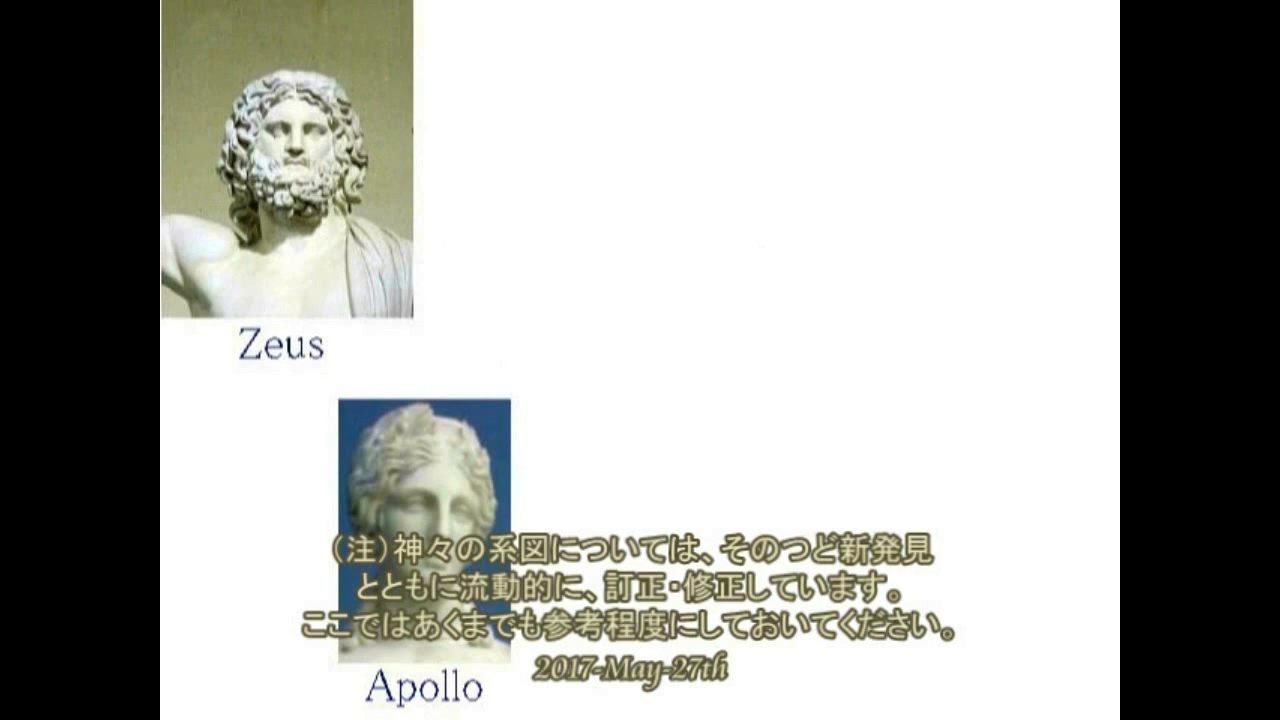 Zeus
（注）神々の系図については、そのつど新発見
とともに流動的に、訂正・修正しています。
ここではあくまでも参考程度にしておいてください。
2017-May-27th
Apollo